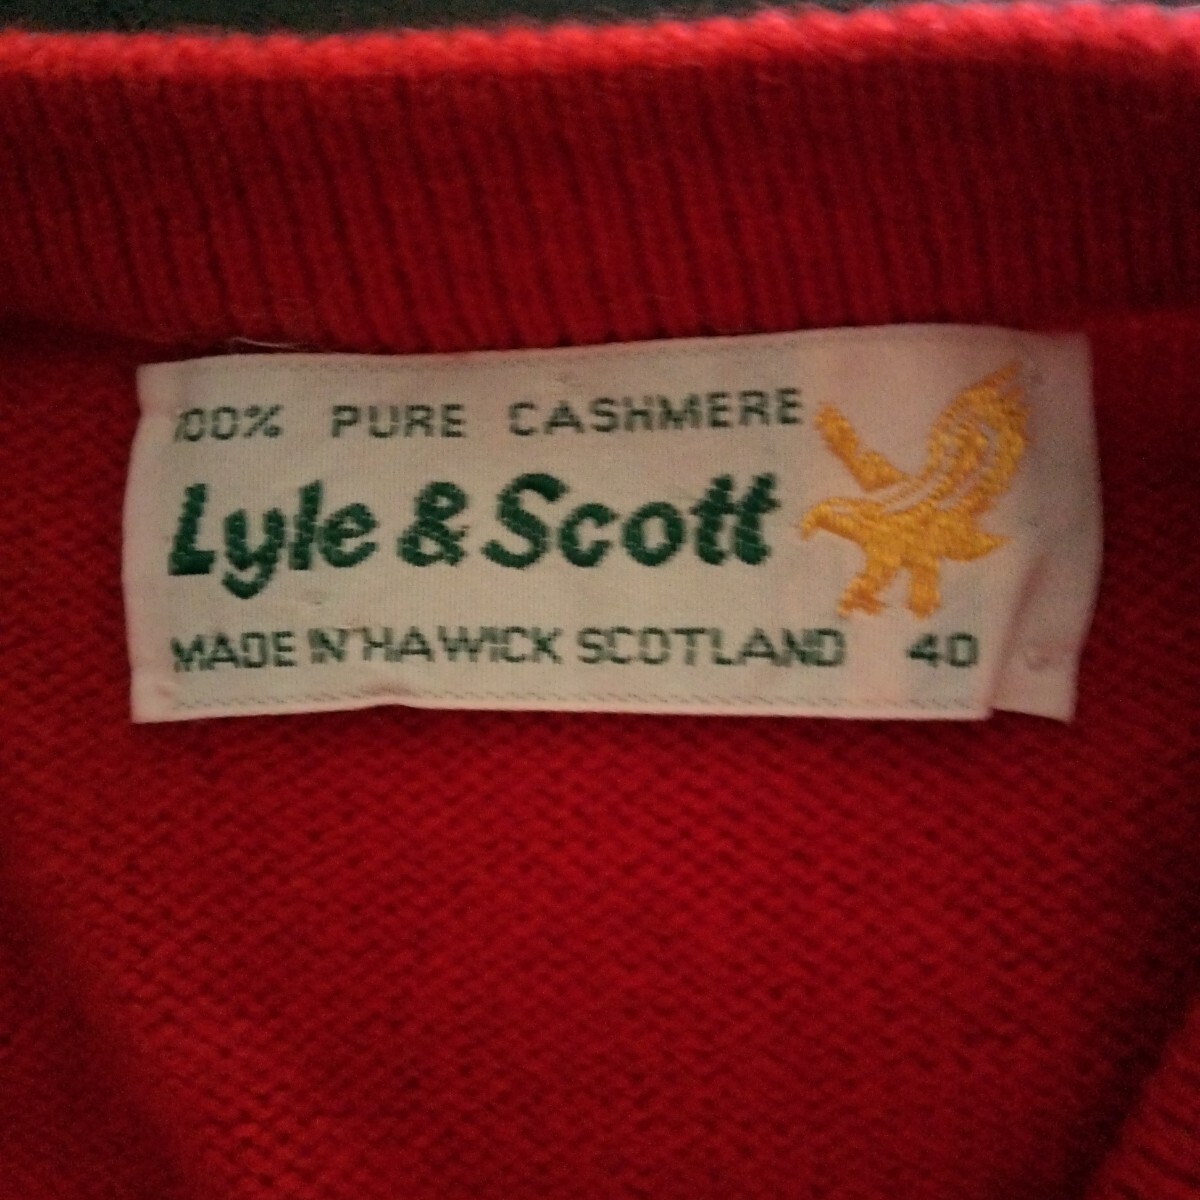 100% PURE CASHMERE
Lyle & Scott
MADE IN HAWICK SCOTLAND 40